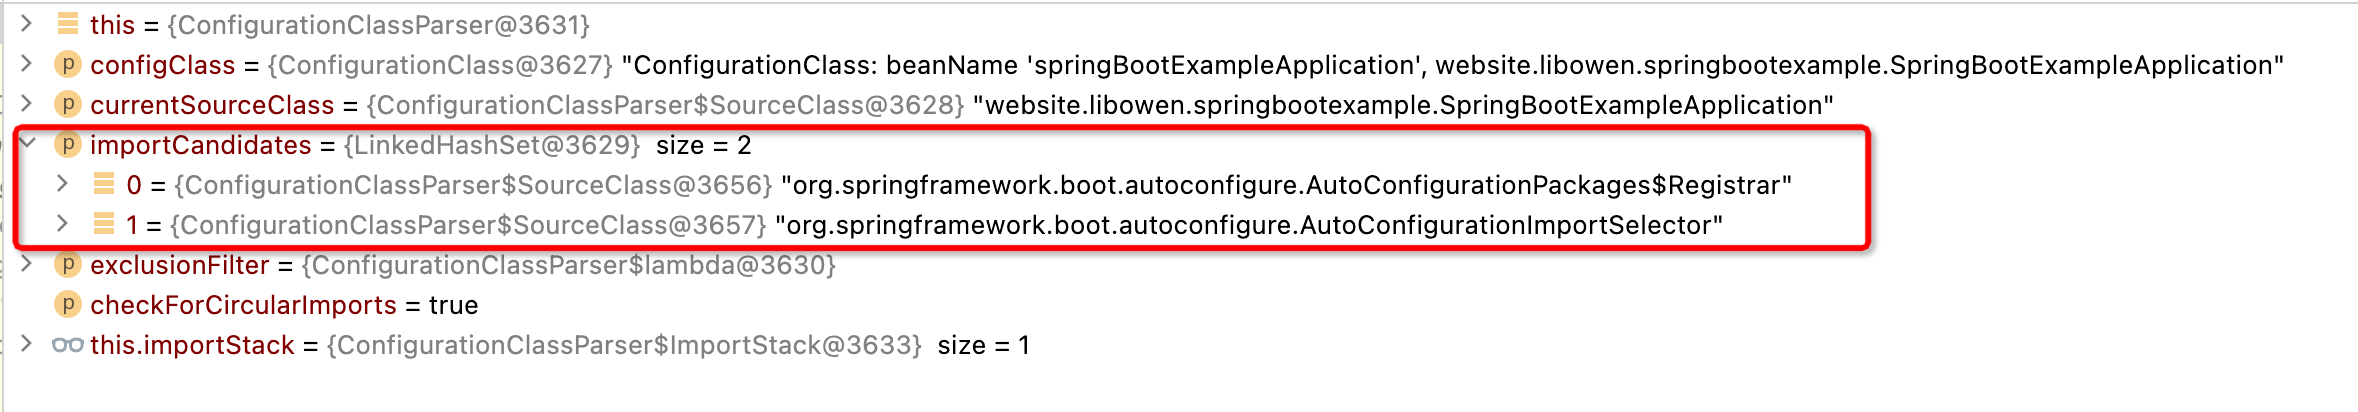 this = {ConfigurationClassParser@3631}
p configClass = {ConfigurationClass@3627} "ConfigurationClass: beanName 'springBootExampleApplication', website.libowen.springbootexample.SpringBootExampleApplication"
p currentSourceClass = {ConfigurationClassParser$SourceClass@3628} "website.libowen.springbootexample.SpringBootExampleApplication"
p importCandidates = {LinkedHashSet@3629} size = 2
0 = {ConfigurationClassParser$SourceClass@3656} "org.springframework.boot.autoconfigure.AutoConfigurationPackages$Registrar"
1 = {ConfigurationClassParser$SourceClass@3657} "org.springframework.boot.autoconfigure.AutoConfigurationImportSelector"
p exclusionFilter = {ConfigurationClassParser$lambda@3630}
p checkForCircularImports = true
this.importStack = {ConfigurationClassParser$ImportStack@3633} size = 1